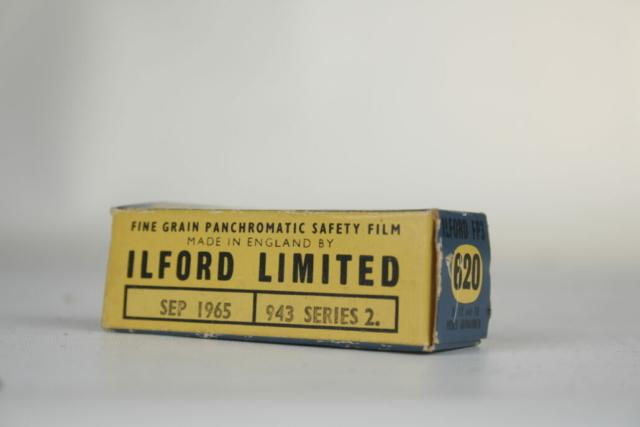 FINE GRAIN PANCHROMATIC SAFETY FILM
MADE IN ENGLAND BY
ILFORD LIMITED
SEP 1965
943 SERIES 2.
ILFORD FP3
620